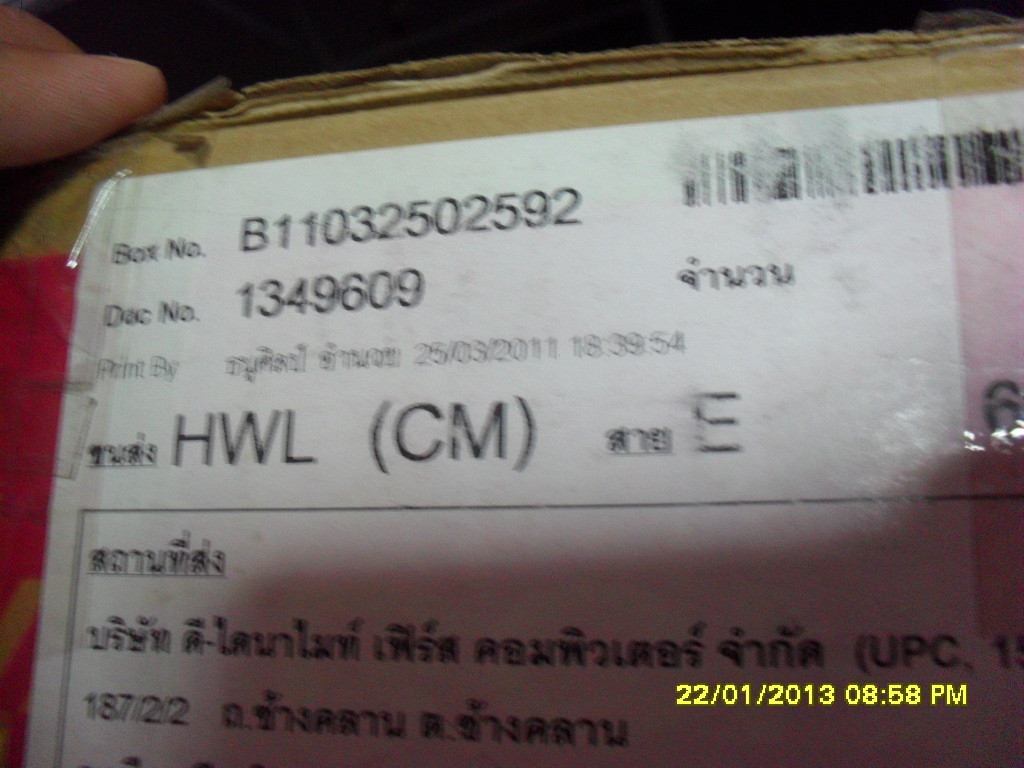 Box No. B11032502592
Doc No. 1349609 จำนวน
Print By 25/03/2011 18:39:54
ขนส่ง HWL (CM) สาย E
สถานที่ส่ง
บริษัท ดี-ไดนาไมท์ เฟิร์ส คอมพิวเตอร์ จำกัด (UPC, 15
187/2/2 ถ.ช้างคลาน ต.ช้างคลาน
22/01/2013 08:58 PM